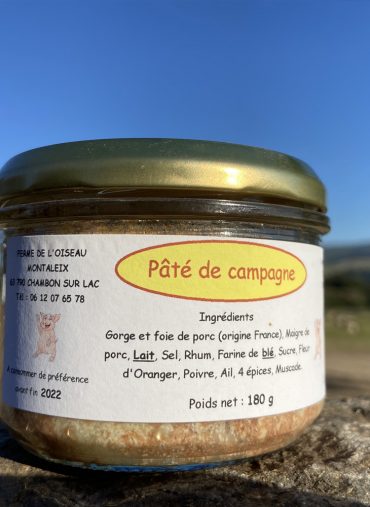 FERME DE L'OISEAU
MONTALEIX
63 790 CHAMBON SUR LAC
Tél : 06 12 07 65 78
A consommer de préférence
avant fin 2022
Pâté de campagne
Ingrédients
Gorge et foie de porc (origine France), Maigre de
porc, Lait, Sel, Rhum, Farine de blé, Sucre, Fleur
d'Oranger, Poivre, Ail, 4 épices, Muscade.
Poids net : 180 g